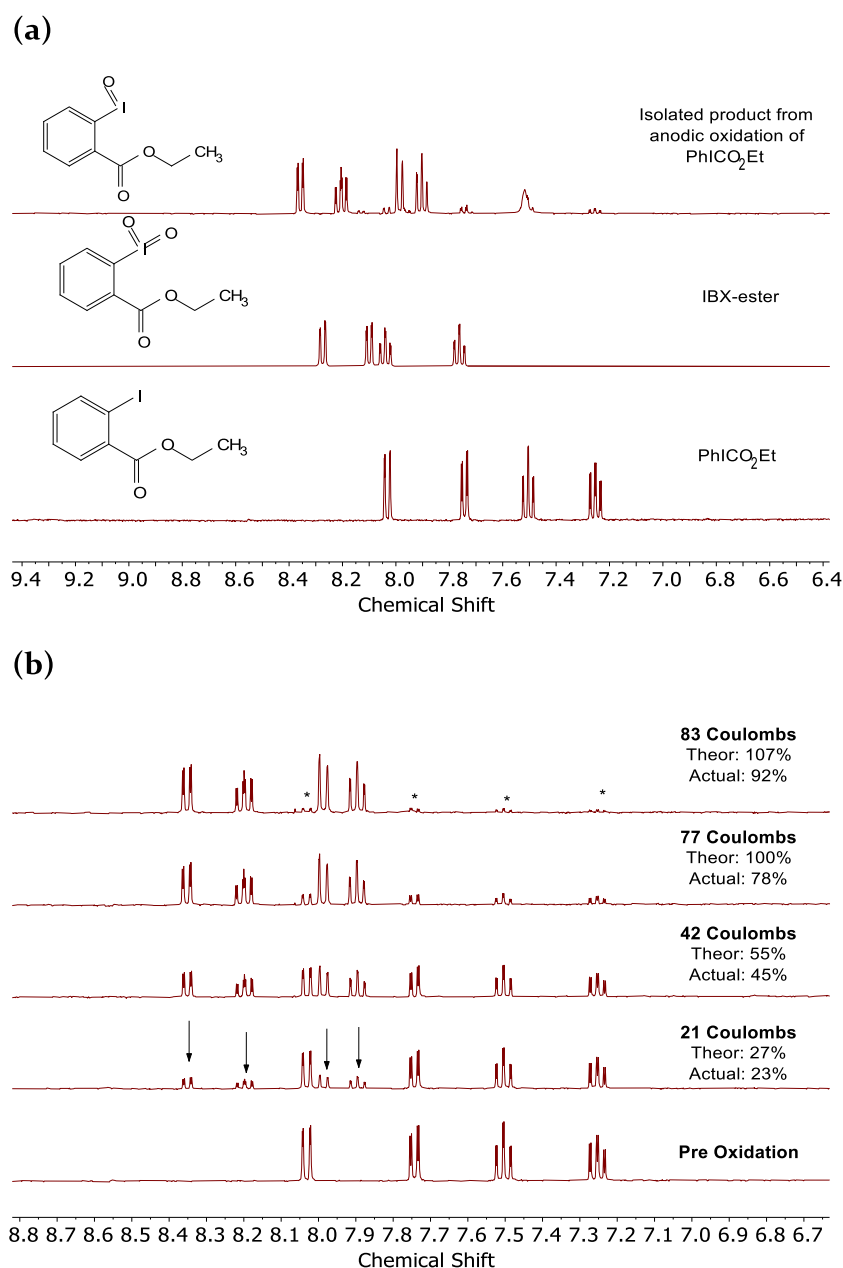 (a)
O
I
O
CH3
O
Isolated product from
anodic oxidation of
PhICO2Et
O
O
I
O
CH3
O
IBX-ester
I
O
CH3
O
PhICO2Et
9.4 9.2 9.0 8.8 8.6 8.4 8.2 8.0 7.8 7.6 7.4 7.2 7.0 6.8 6.6 6.4
Chemical Shift
(b)
83 Coulombs
Theor: 107%
Actual: 92%
* * * *
77 Coulombs
Theor: 100%
Actual: 78%
42 Coulombs
Theor: 55%
Actual: 45%
21 Coulombs
Theor: 27%
Actual: 23%
Pre Oxidation
8.8 8.7 8.6 8.5 8.4 8.3 8.2 8.1 8.0 7.9 7.8 7.7 7.6 7.5 7.4 7.3 7.2 7.1 7.0 6.9 6.8 6.7
Chemical Shift